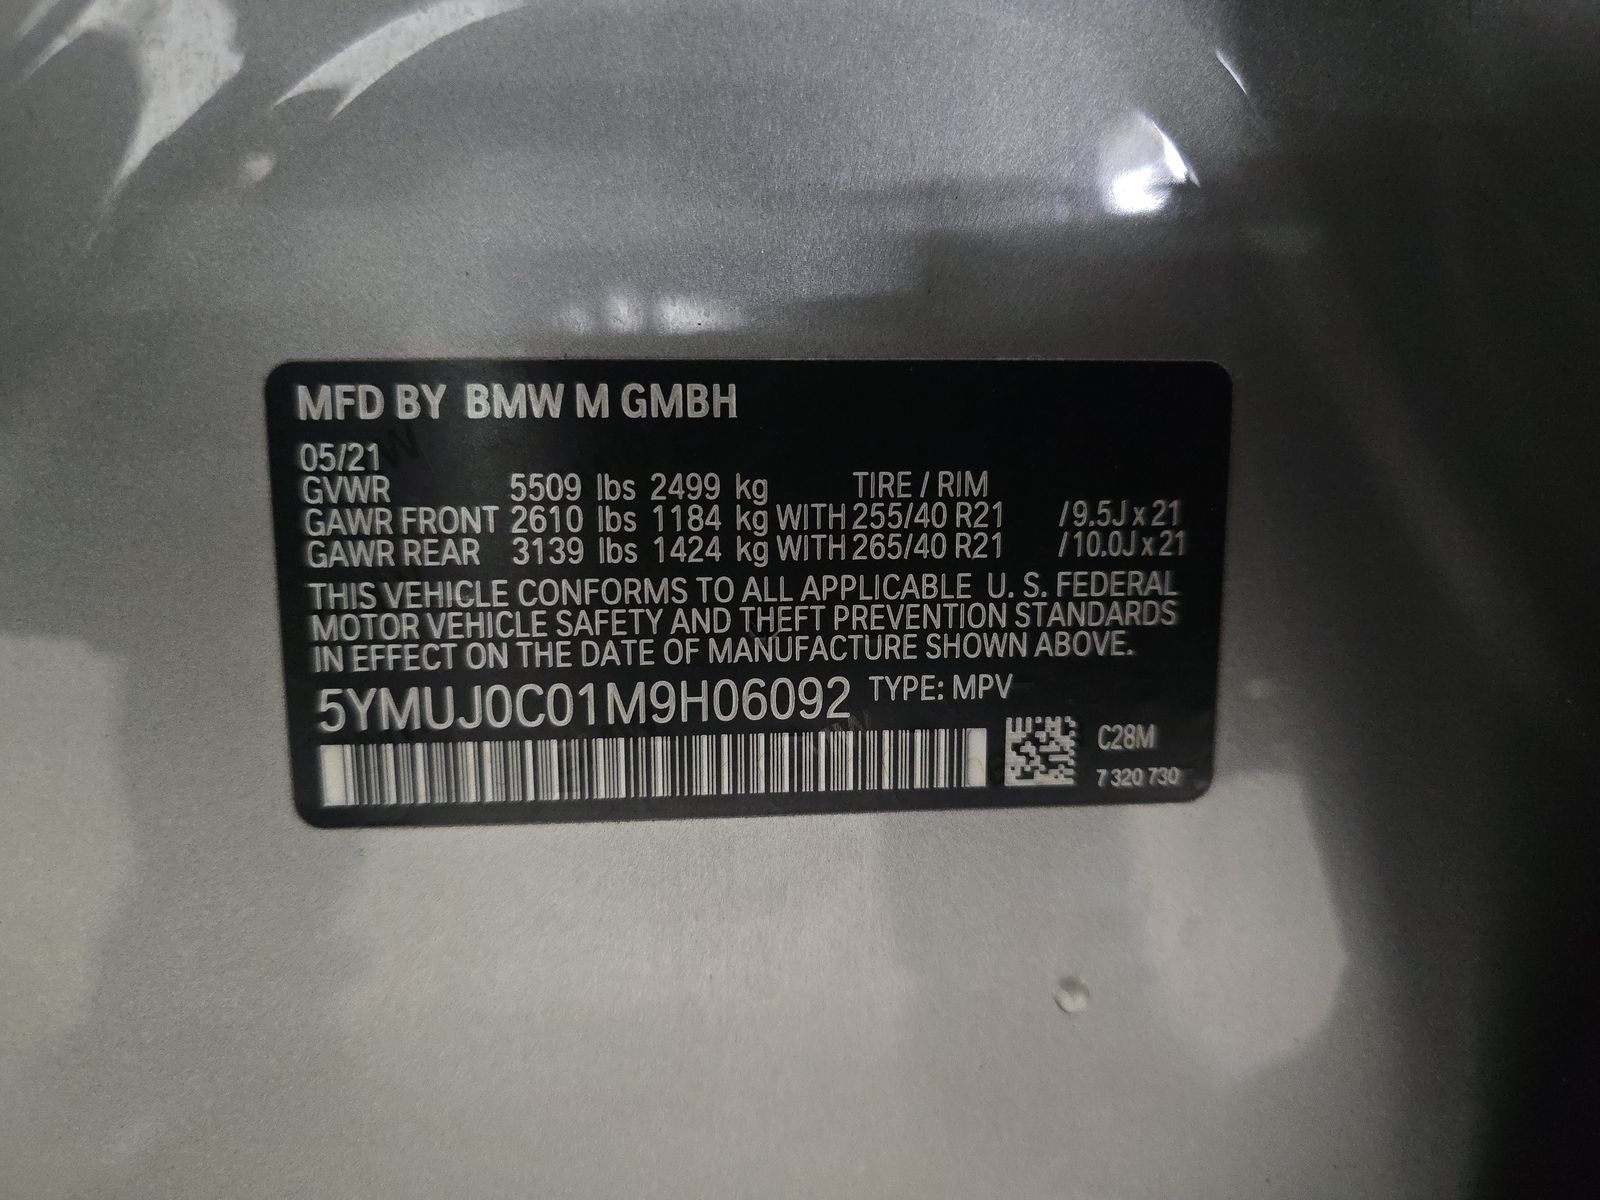 MFD BY BMW M GMBH
05/21
GVWR 5509 lbs 2499 kg TIRE / RIM
GAWR FRONT 2610 lbs 1184 kg WITH 255/40 R21 /9.5J x 21
GAWR REAR 3139 lbs 1424 kg WITH 265/40 R21 /10.0J x 21
THIS VEHICLE CONFORMS TO ALL APPLICABLE U. S. FEDERAL
MOTOR VEHICLE SAFETY AND THEFT PREVENTION STANDARDS
IN EFFECT ON THE DATE OF MANUFACTURE SHOWN ABOVE.
5YMUJ0C01M9H06092 TYPE: MPV
C28M
7 320 730